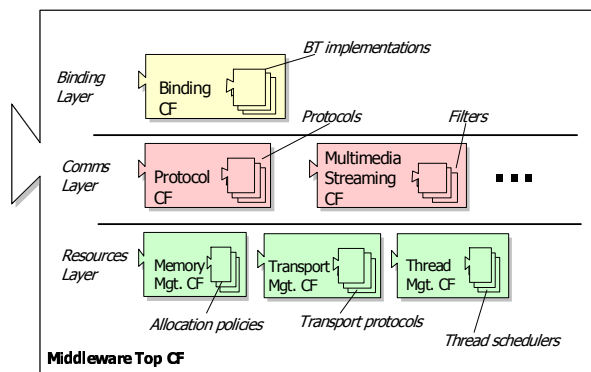 BT implementations
Binding
Layer
Binding
CF
Protocols
Filters
Comms
Layer
Protocol
CF
Multimedia
Streaming
CF
Resources
Layer
Memory
Mgt. CF
Transport
Mgt. CF
Thread
Mgt. CF
Allocation policies
Transport protocols
Thread schedulers
Middleware Top CF